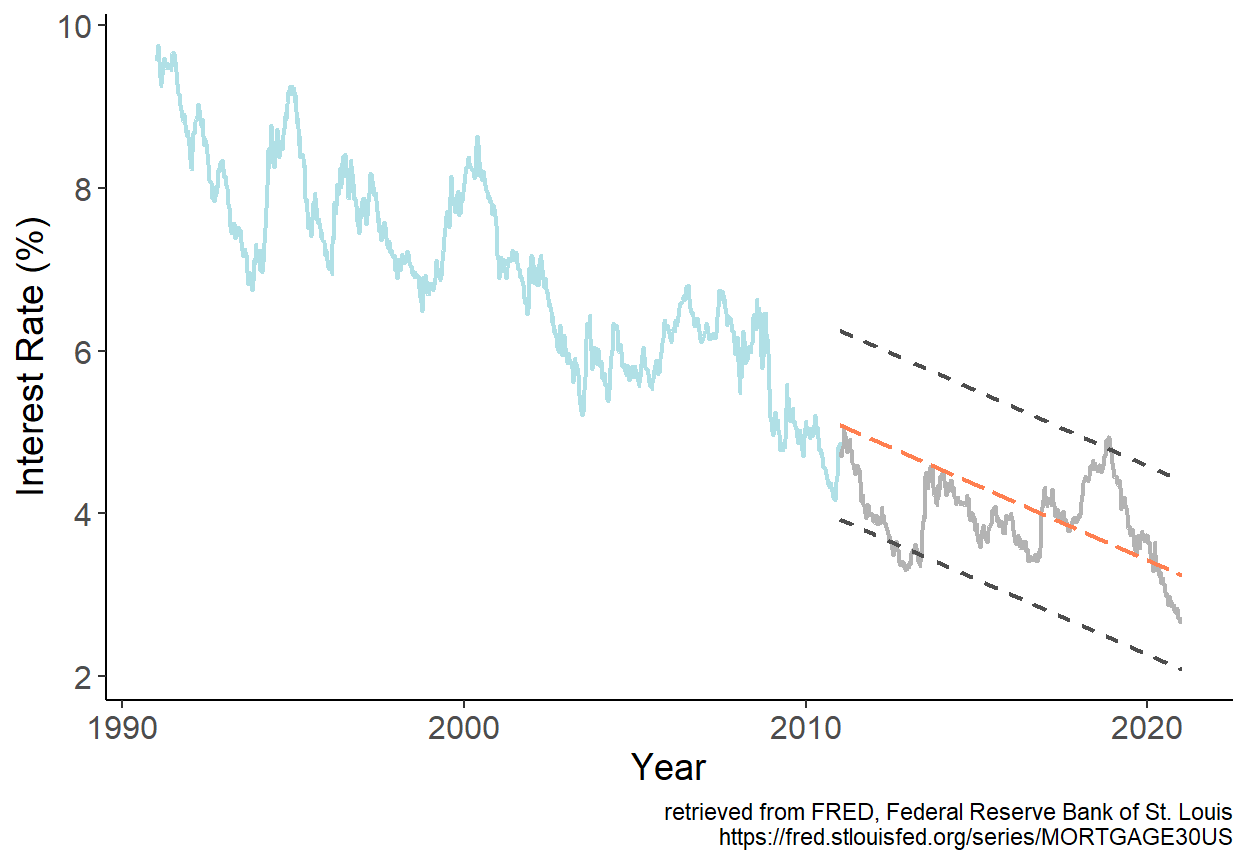 10
8
6
4
2
Interest Rate (%)
1990 2000 2010 2020
Year
retrieved from FRED, Federal Reserve Bank of St. Louis
https://fred.stlouisfed.org/series/MORTGAGE30US